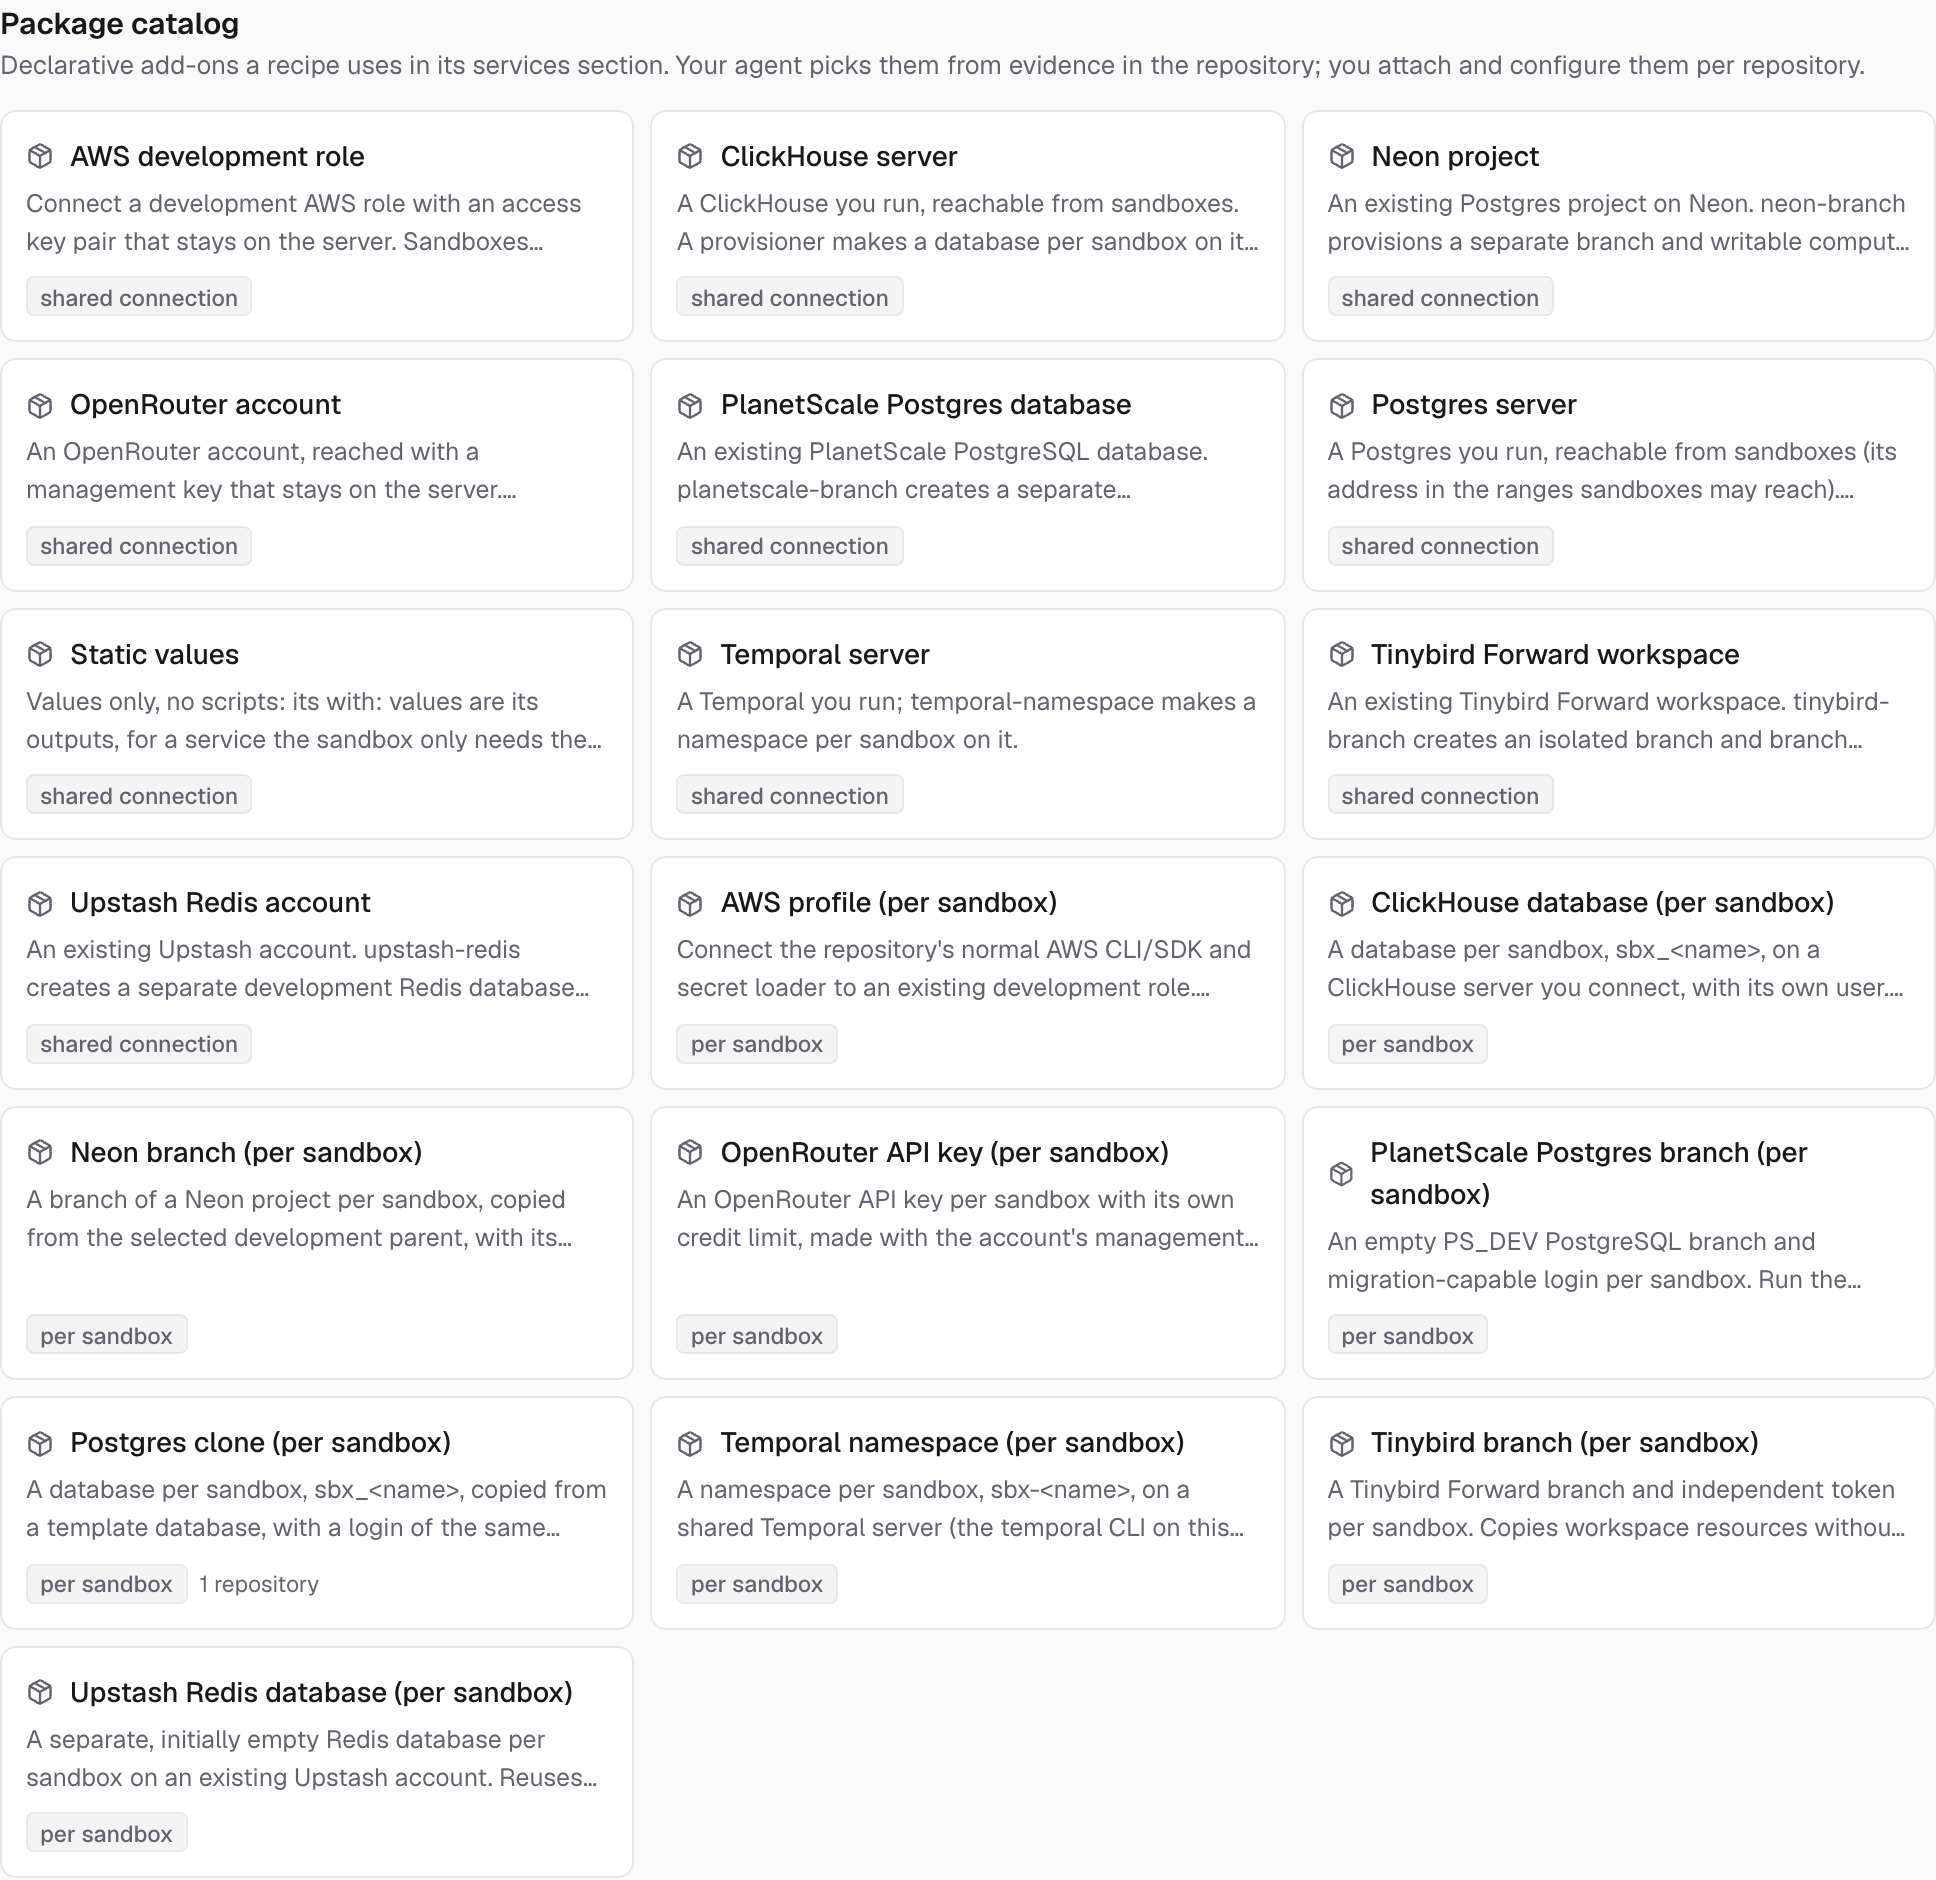 Package catalog
Declarative add-ons a recipe uses in its services section. Your agent picks them from evidence in the repository; you attach and configure them per repository.
AWS development role
Connect a development AWS role with an access
key pair that stays on the server. Sandboxes…
shared connection
ClickHouse server
A ClickHouse you run, reachable from sandboxes.
A provisioner makes a database per sandbox on it…
shared connection
Neon project
An existing Postgres project on Neon. neon-branch
provisions a separate branch and writable comput…
shared connection
OpenRouter account
An OpenRouter account, reached with a
management key that stays on the server.…
shared connection
PlanetScale Postgres database
An existing PlanetScale PostgreSQL database.
planetscale-branch creates a separate…
shared connection
Postgres server
A Postgres you run, reachable from sandboxes (its
address in the ranges sandboxes may reach).…
shared connection
Static values
Values only, no scripts: its with: values are its
outputs, for a service the sandbox only needs the…
shared connection
Temporal server
A Temporal you run; temporal-namespace makes a
namespace per sandbox on it.
shared connection
Tinybird Forward workspace
An existing Tinybird Forward workspace. tinybird-
branch creates an isolated branch and branch…
shared connection
Upstash Redis account
An existing Upstash account. upstash-redis
creates a separate development Redis database…
shared connection
AWS profile (per sandbox)
Connect the repository's normal AWS CLI/SDK and
secret loader to an existing development role.…
per sandbox
ClickHouse database (per sandbox)
A database per sandbox, sbx_<name>, on a
ClickHouse server you connect, with its own user.…
per sandbox
Neon branch (per sandbox)
A branch of a Neon project per sandbox, copied
from the selected development parent, with its…
per sandbox
OpenRouter API key (per sandbox)
An OpenRouter API key per sandbox with its own
credit limit, made with the account's management…
per sandbox
PlanetScale Postgres branch (per
sandbox)
An empty PS_DEV PostgreSQL branch and
migration-capable login per sandbox. Run the…
per sandbox
Postgres clone (per sandbox)
A database per sandbox, sbx_<name>, copied from
a template database, with a login of the same…
per sandbox 1 repository
Temporal namespace (per sandbox)
A namespace per sandbox, sbx-<name>, on a
shared Temporal server (the temporal CLI on this…
per sandbox
Tinybird branch (per sandbox)
A Tinybird Forward branch and independent token
per sandbox. Copies workspace resources withou…
per sandbox
Upstash Redis database (per sandbox)
A separate, initially empty Redis database per
sandbox on an existing Upstash account. Reuses…
per sandbox